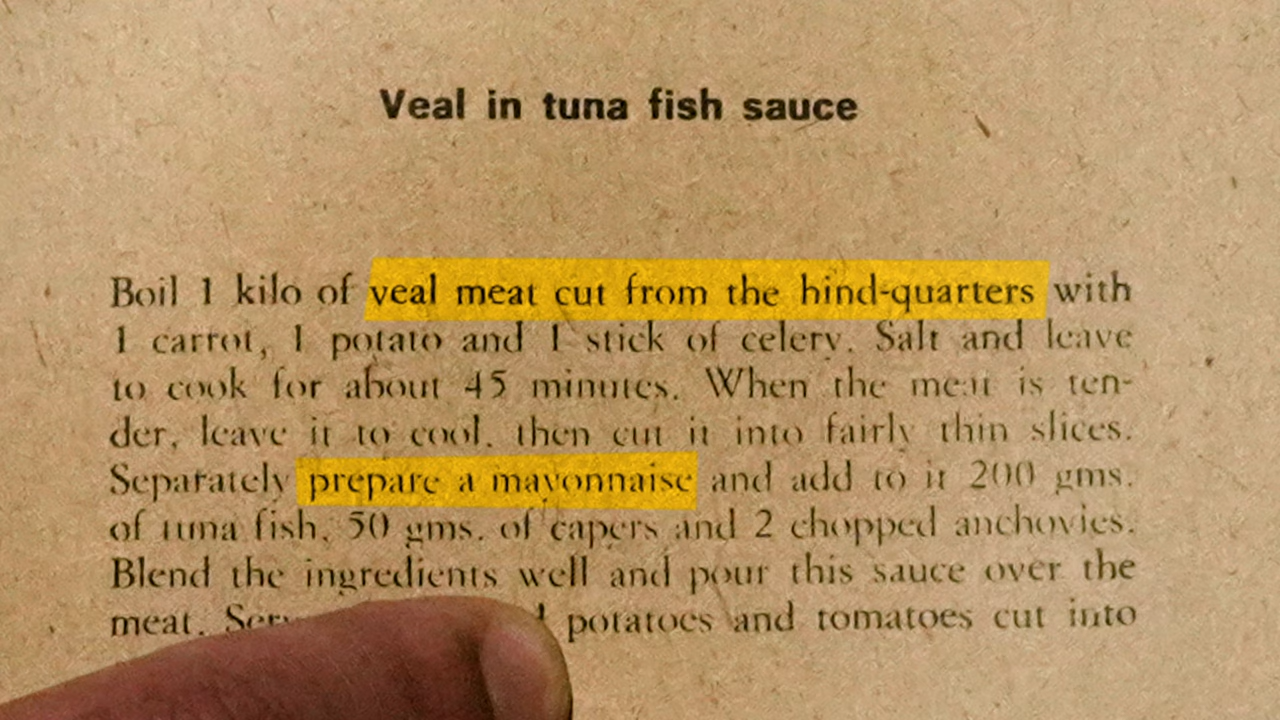 Veal in tuna fish sauce
Boil 1 kilo of veal meat cut from the hind-quarters with
1 carrot, 1 potato and 1 stick of celery. Salt and leave
to cook for about 45 minutes. When the meat is ten-
der, leave it to cool, then cut it into fairly thin slices.
Separately prepare a mayonnaise and add to it 200 gms.
of tuna fish, 50 gms. of capers and 2 chopped anchovies.
Blend the ingredients well and pour this sauce over the
meat. potatoes and tomatoes cut into